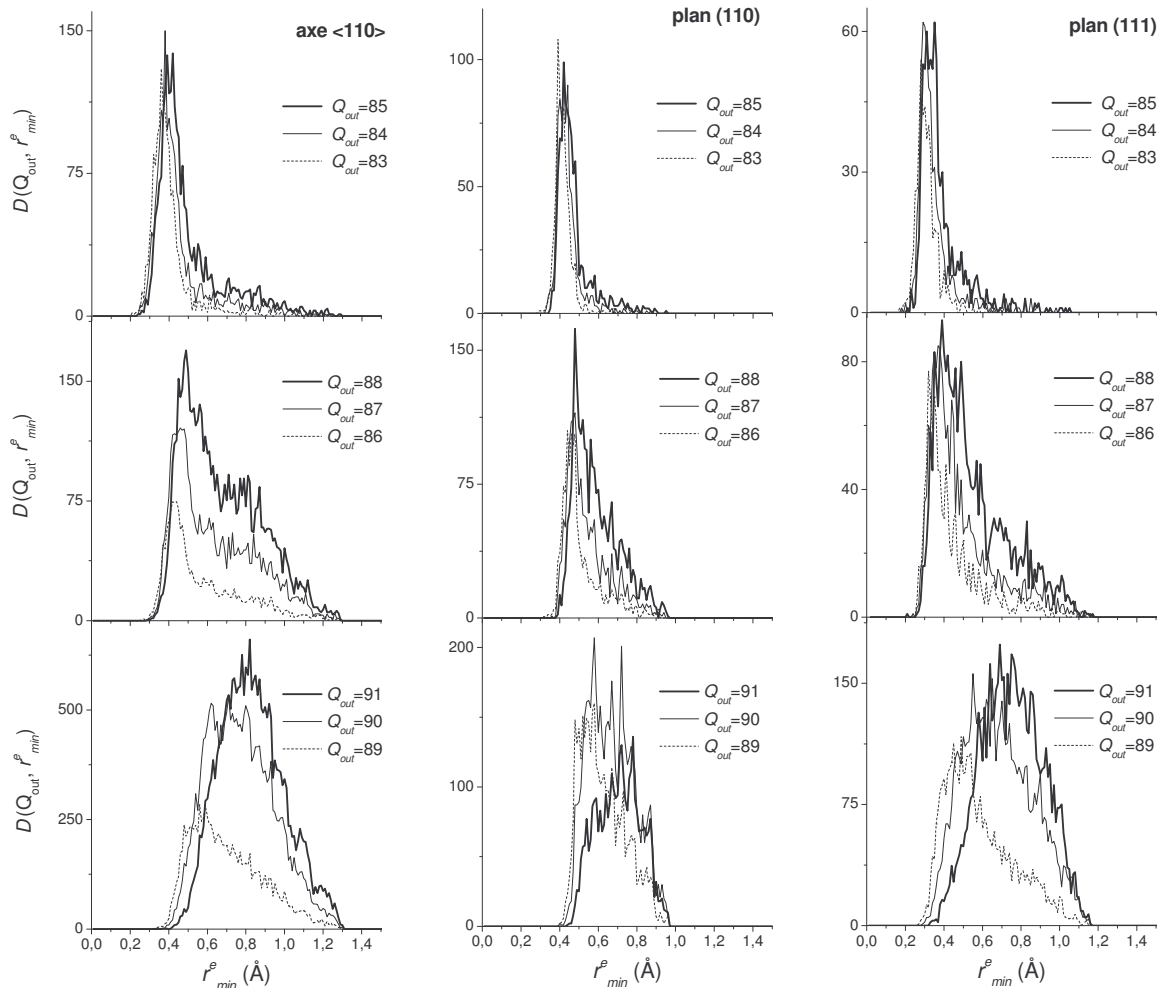 axe <110>
D(Q_out, r^e_min)
150
75
0
Q_out=85
Q_out=84
Q_out=83
plan (110)
100
50
0
Q_out=85
Q_out=84
Q_out=83
plan (111)
60
30
0
Q_out=85
Q_out=84
Q_out=83
D(Q_out, r^e_min)
150
75
0
Q_out=88
Q_out=87
Q_out=86
150
75
0
Q_out=88
Q_out=87
Q_out=86
80
40
0
Q_out=88
Q_out=87
Q_out=86
D(Q_out, r^e_min)
500
250
0
Q_out=91
Q_out=90
Q_out=89
0,0 0,2 0,4 0,6 0,8 1,0 1,2 1,4
r^e_min (Å)
200
100
0
Q_out=91
Q_out=90
Q_out=89
0,0 0,2 0,4 0,6 0,8 1,0 1,2 1,4
r^e_min (Å)
150
75
0
Q_out=91
Q_out=90
Q_out=89
0,0 0,2 0,4 0,6 0,8 1,0 1,2 1,4
r^e_min (Å)